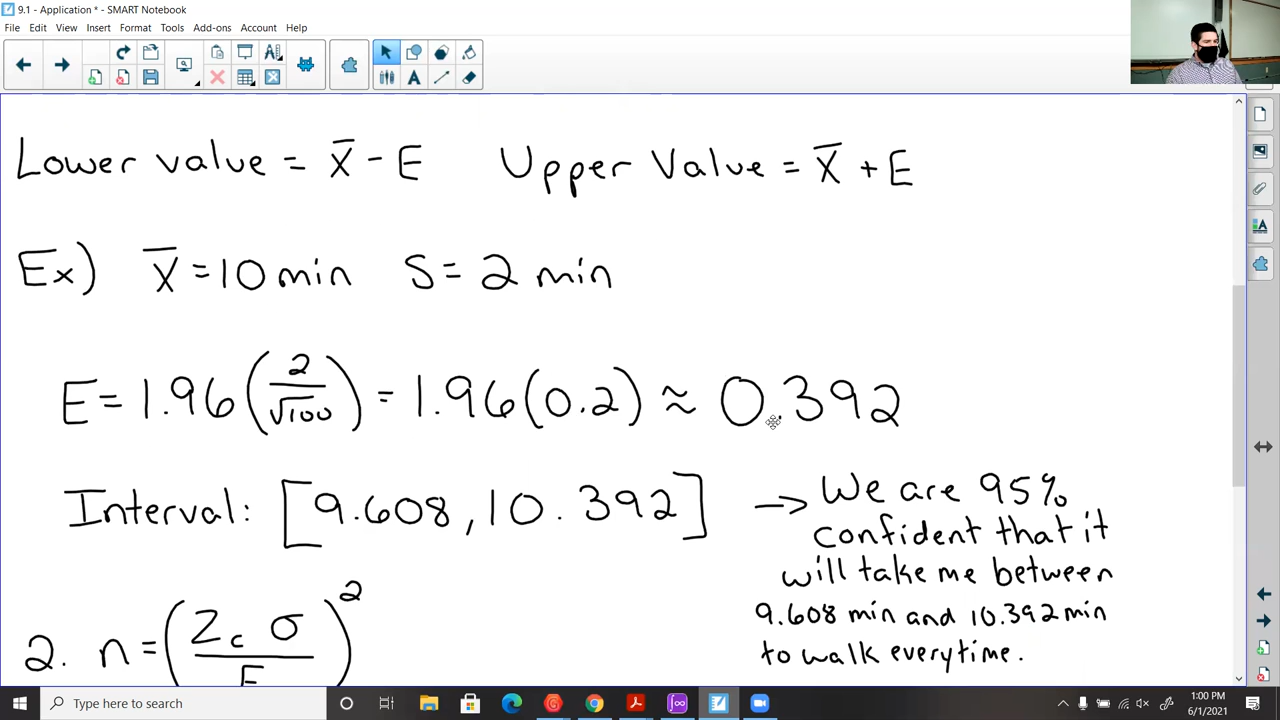 9.1 - Application * - SMART Notebook
File Edit View Insert Format Tools Add-ons Account Help
Lower value = X̄ - E Upper Value = X̄ + E
Ex) X̄ = 10 min S = 2 min
E = 1.96 (2/√100) = 1.96 (0.2) ≈ 0.392
Interval: [9.608, 10.392] → We are 95%
confident that it
will take me between
9.608 min and 10.392 min
to walk everytime.
2. n = (Zc σ / E)²
Type here to search
1:00 PM
6/1/2021